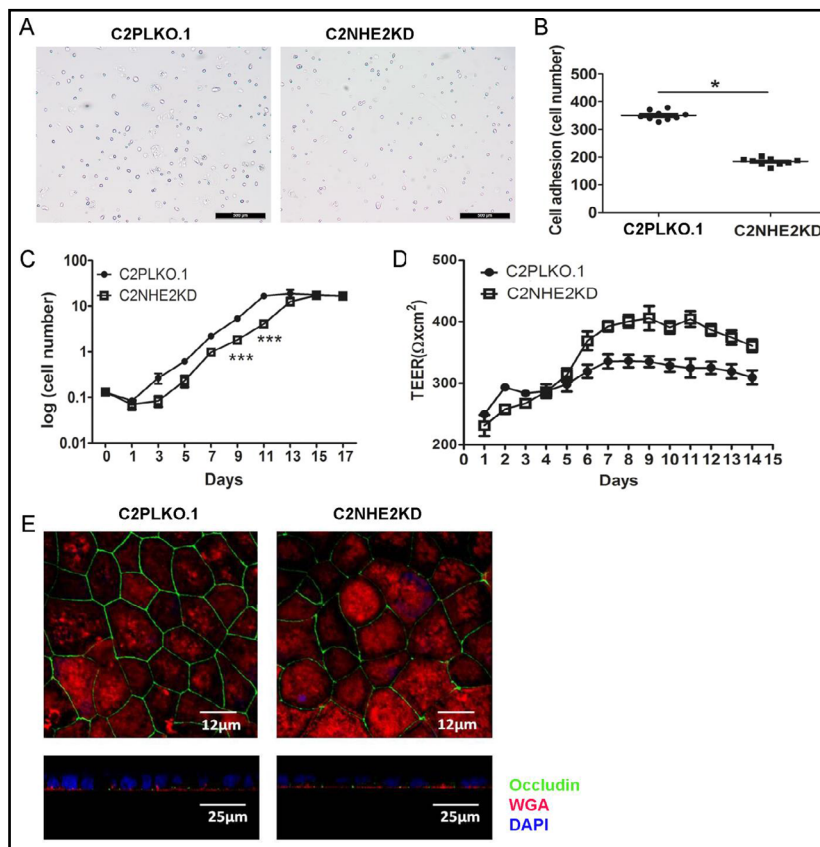 A
C2PLKO.1
C2NHE2KD
B
500
400
300
200
100
0
Cell adhesion (cell number)
*
C2PLKO.1
C2NHE2KD
C
100
10
1
0.1
0.01
log (cell number)
C2PLKO.1
C2NHE2KD
***
***
0 1 3 5 7 9 11 13 15 17
Days
D
500
400
300
200
TEER(Ωxcm²)
C2PLKO.1
C2NHE2KD
0 1 2 3 4 5 6 7 8 9 10 11 12 13 14 15
Days
E
C2PLKO.1
C2NHE2KD
12µm
12µm
25µm
25µm
Occludin
WGA
DAPI